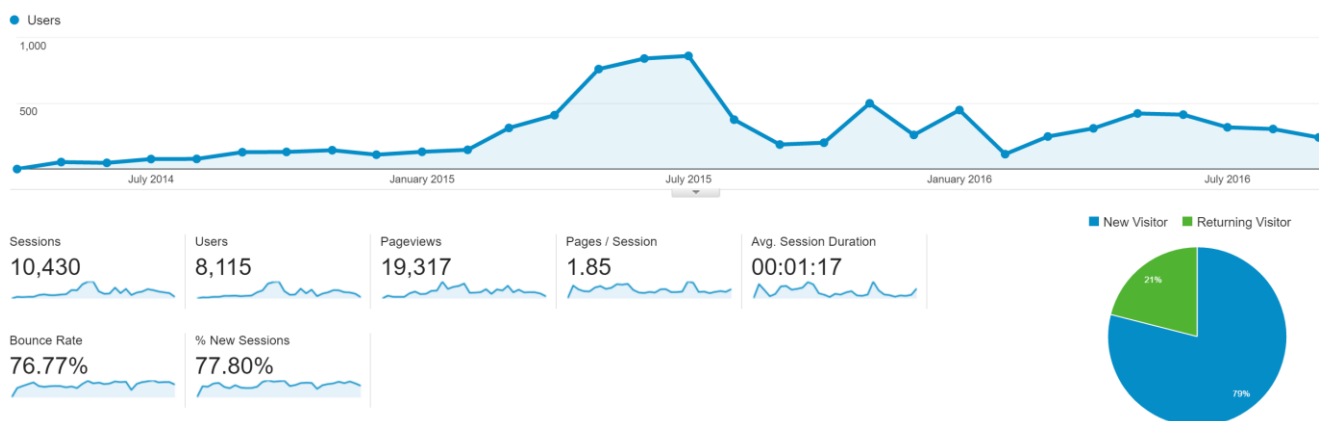 Users
1,000
500
July 2014 January 2015 July 2015 January 2016 July 2016
New Visitor Returning Visitor
Sessions Users Pageviews Pages / Session Avg. Session Duration
10,430 8,115 19,317 1.85 00:01:17
21%
Bounce Rate % New Sessions
76.77% 77.80%
79%